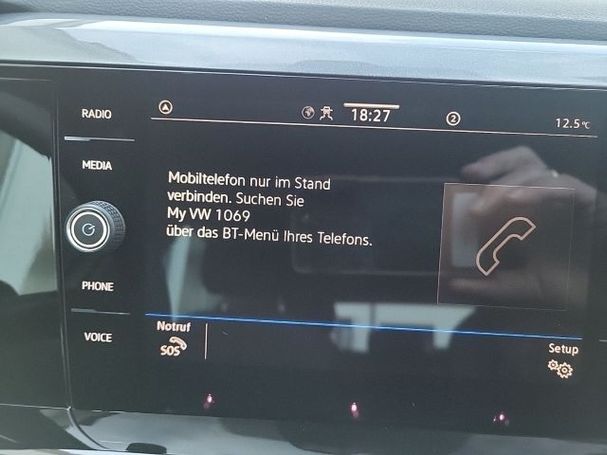 RADIO
18:27
2
12.5 °C
MEDIA
Mobiltelefon nur im Stand
verbinden. Suchen Sie
My VW 1069
über das BT-Menü Ihres Telefons.
PHONE
VOICE
Notruf
SOS
Setup